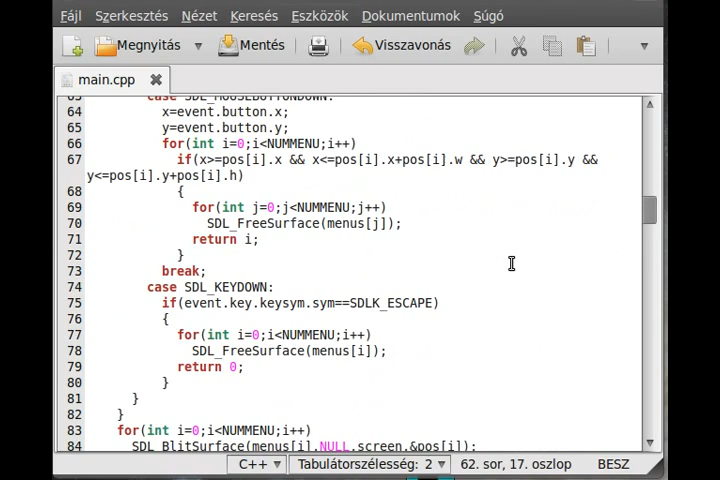 Fájl Szerkesztés Nézet Keresés Eszközök Dokumentumok Súgó
Megnyitás Mentés Visszavonás
main.cpp
63 case SDL_MOUSEBUTTONDOWN:
64 x=event.button.x;
65 y=event.button.y;
66 for(int i=0;i<NUMMENU;i++)
67 if(x>=pos[i].x && x<=pos[i].x+pos[i].w && y>=pos[i].y &&
y<=pos[i].y+pos[i].h)
68 {
69 for(int j=0;j<NUMMENU;j++)
70 SDL_FreeSurface(menus[j]);
71 return i;
72 }
73 break;
74 case SDL_KEYDOWN:
75 if(event.key.keysym.sym==SDLK_ESCAPE)
76 {
77 for(int i=0;i<NUMMENU;i++)
78 SDL_FreeSurface(menus[i]);
79 return 0;
80 }
81 }
82 }
83 for(int i=0;i<NUMMENU;i++)
84 SDL_BlitSurface(menus[i],NULL,screen,&pos[i]);
C++ Tabulátorszélesség: 2 62. sor, 17. oszlop BESZ